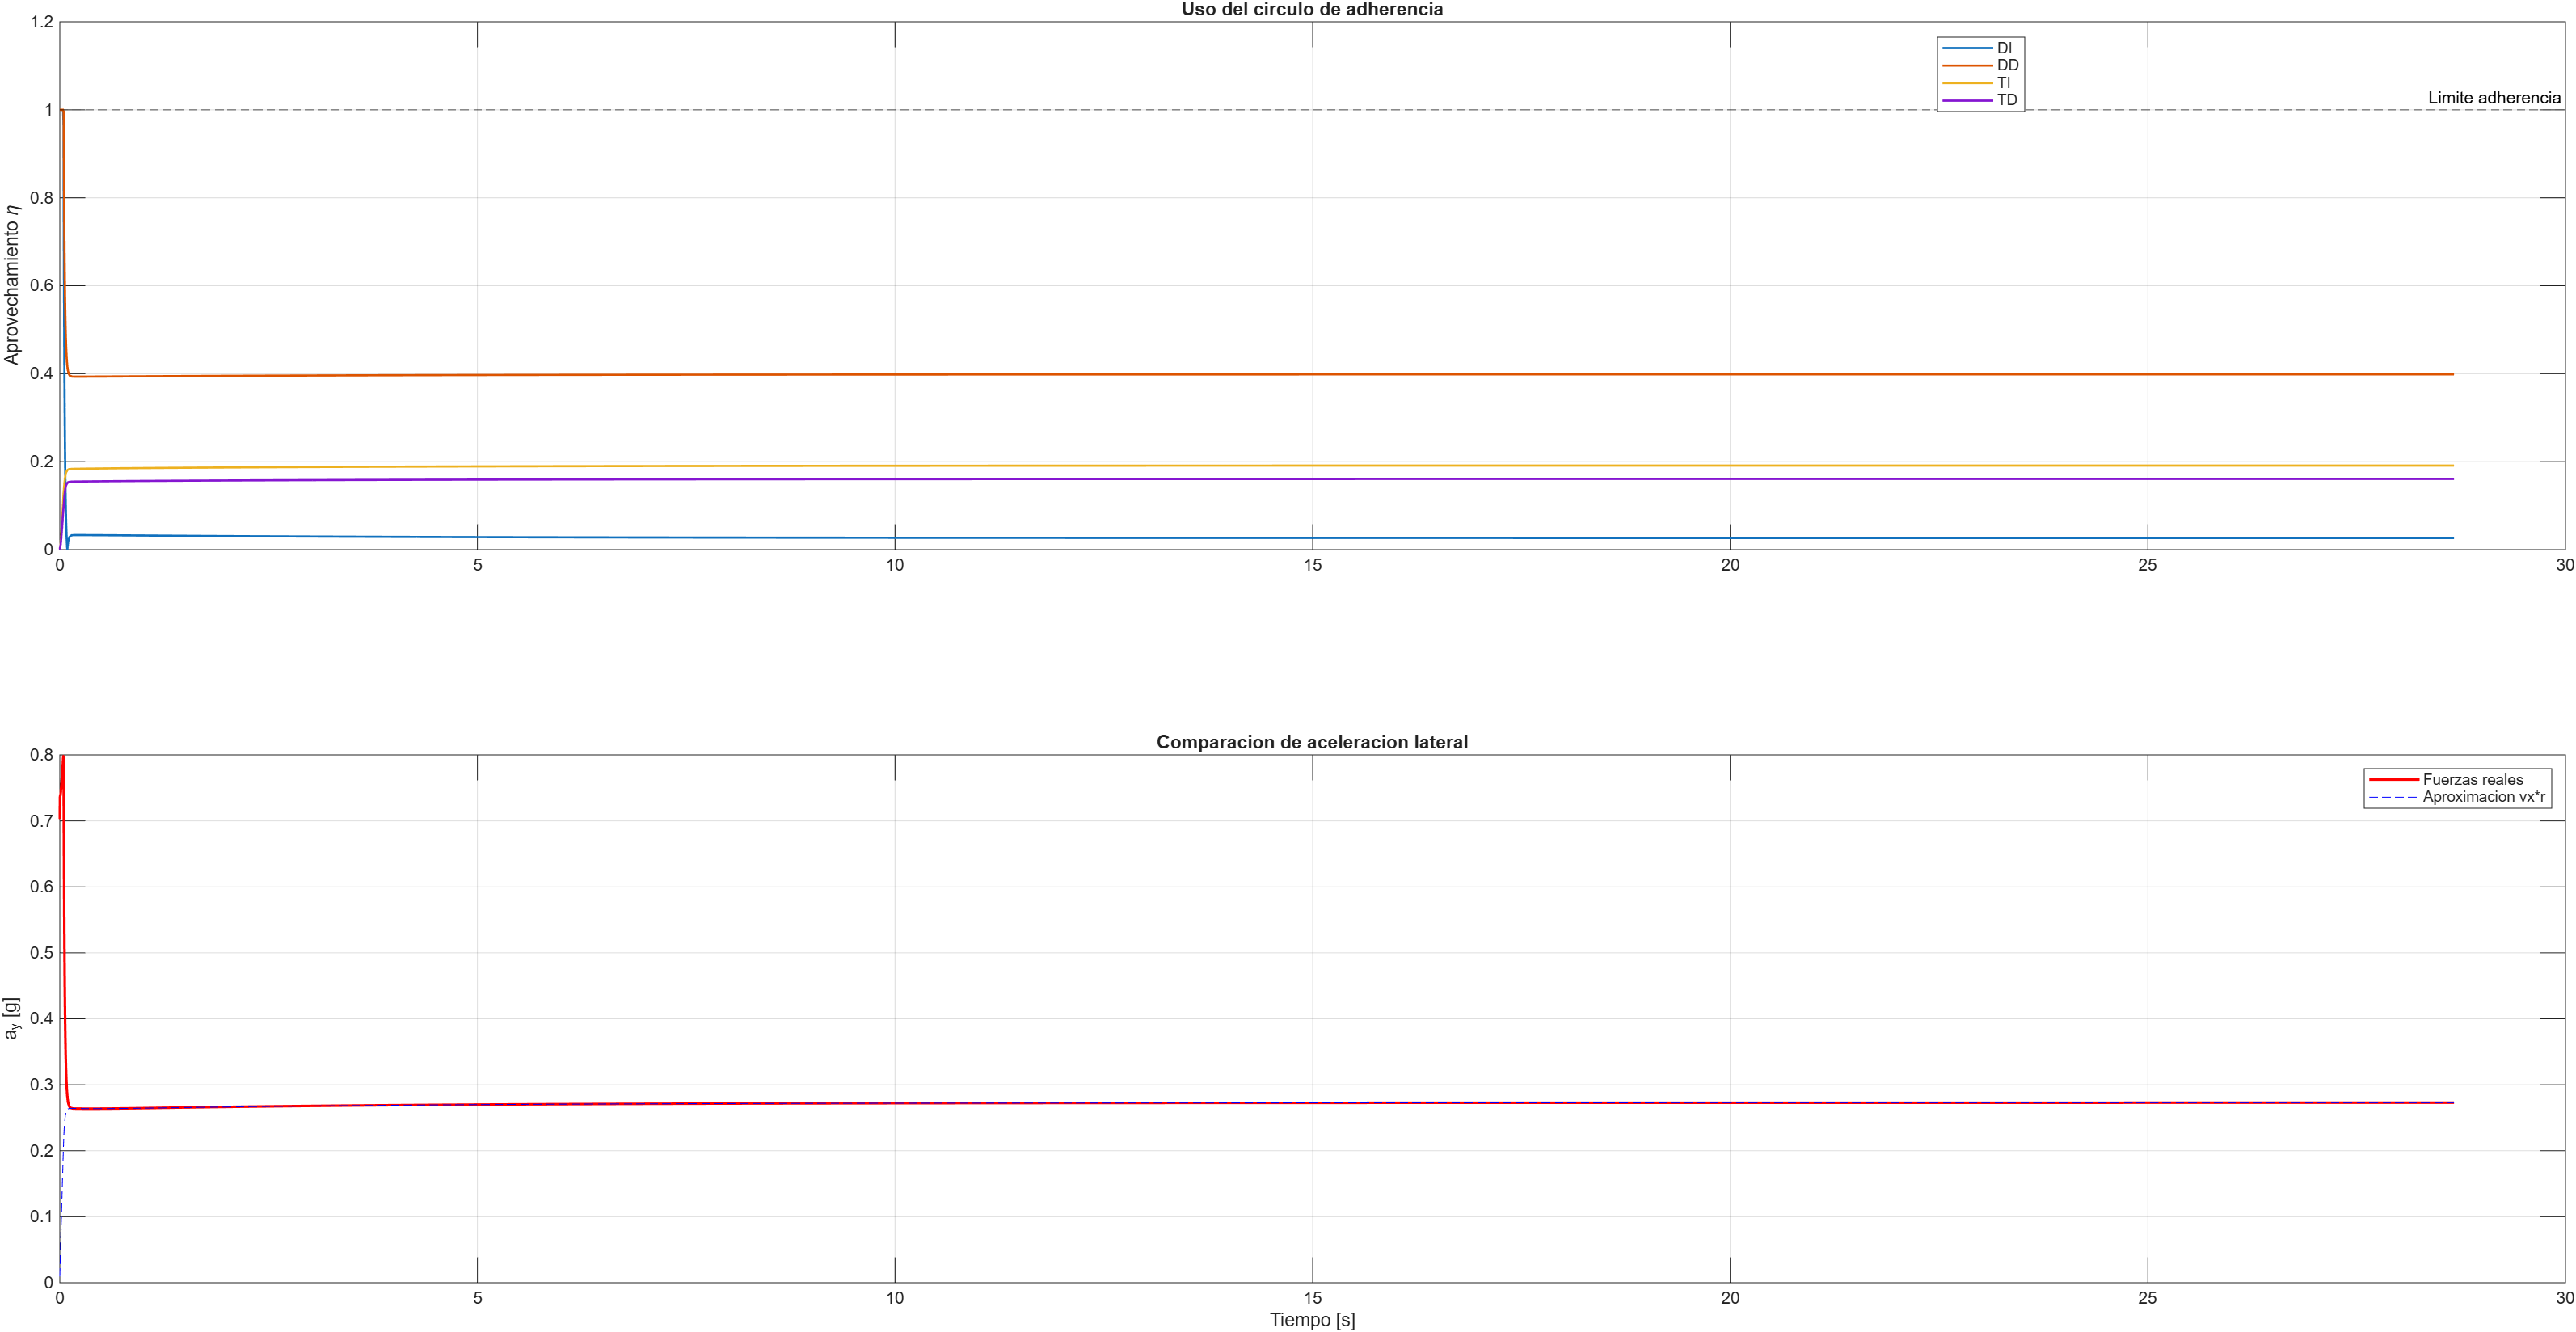 Uso del circulo de adherencia
1.2
1
0.8
0.6
0.4
0.2
0
Aprovechamiento η
DI
DD
TI
TD
Limite adherencia
0 5 10 15 20 25 30
Comparacion de aceleracion lateral
0.8
0.7
0.6
0.5
0.4
0.3
0.2
0.1
0
a_y [g]
Fuerzas reales
Aproximacion vx*r
0 5 10 15 20 25 30
Tiempo [s]